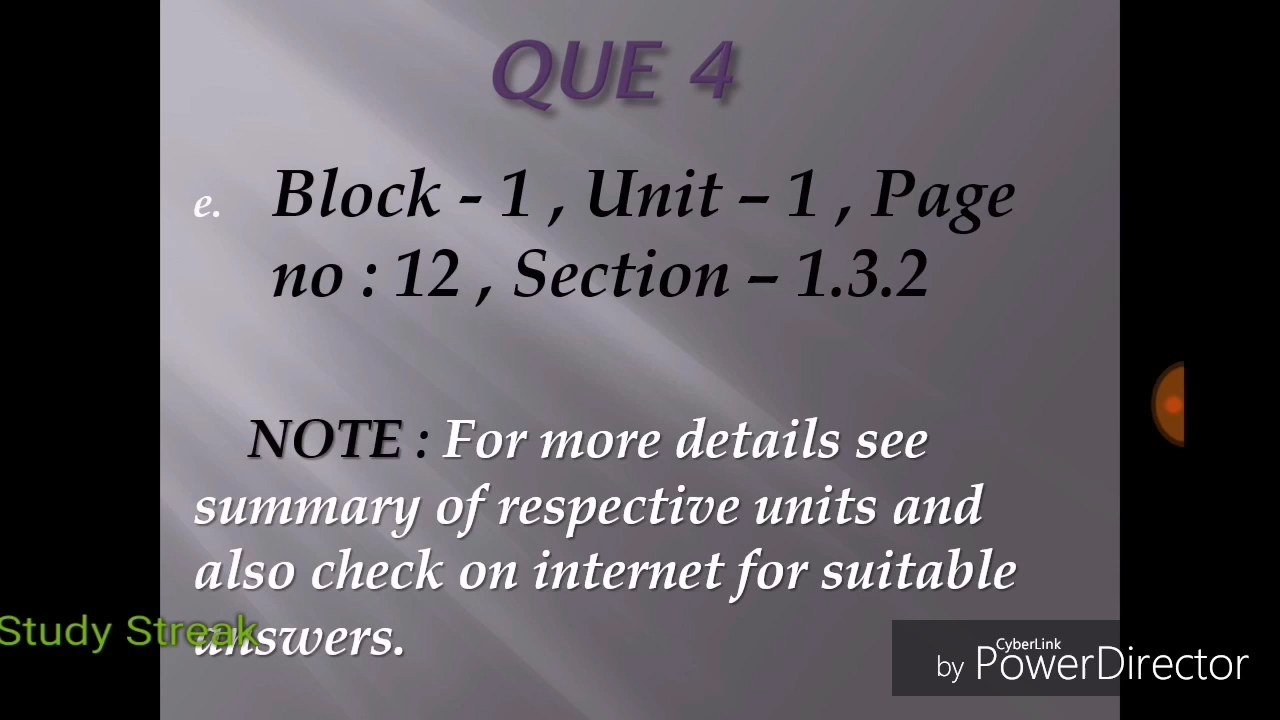 QUE 4
e. Block - 1 , Unit – 1 , Page
no : 12 , Section – 1.3.2
NOTE : For more details see
summary of respective units and
also check on internet for suitable
answers.
Study Streak
CyberLink
by PowerDirector